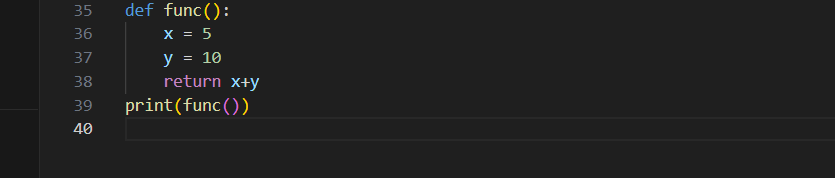 35 def func():
36     x = 5
37     y = 10
38     return x+y
39 print(func())
40